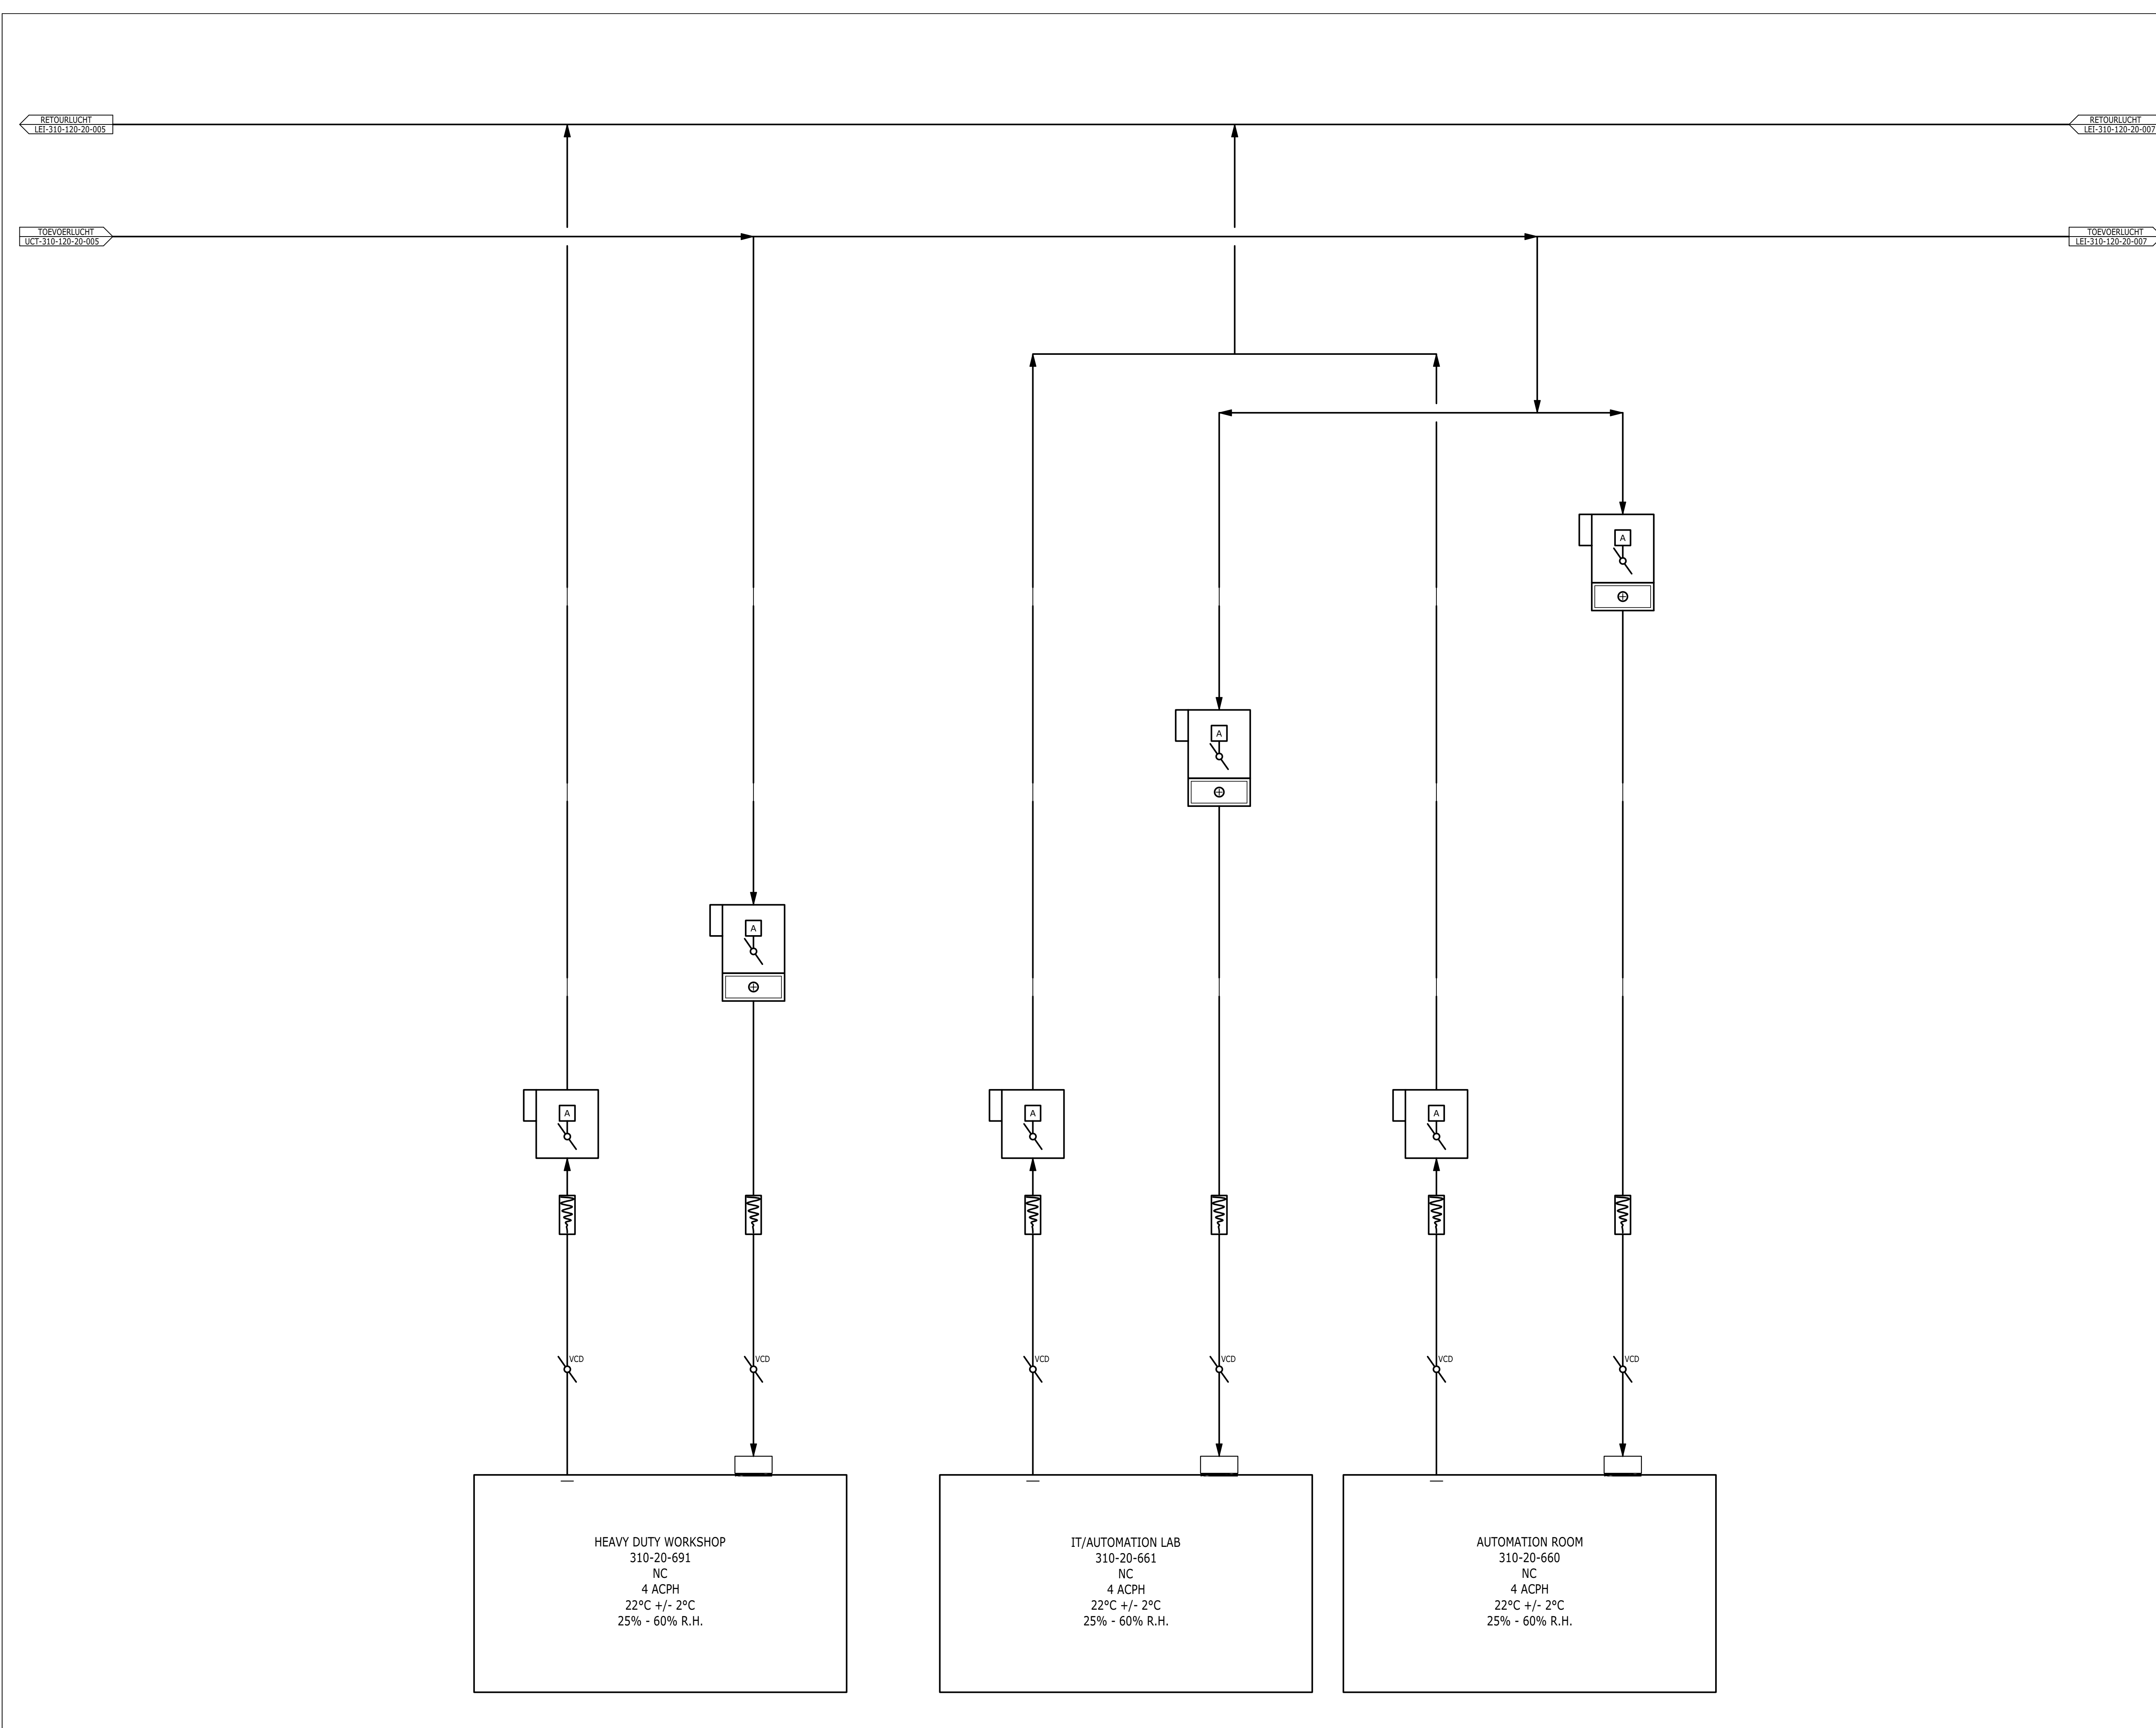 RETOURLUCHT
LEI-310-120-20-005
RETOURLUCHT
LEI-310-120-20-007
TOEVOERLUCHT
UCT-310-120-20-005
TOEVOERLUCHT
LEI-310-120-20-007
A
A
A
A
A
A
VCD
VCD
VCD
VCD
VCD
VCD
HEAVY DUTY WORKSHOP
310-20-691
NC
4 ACPH
22°C +/- 2°C
25% - 60% R.H.
IT/AUTOMATION LAB
310-20-661
NC
4 ACPH
22°C +/- 2°C
25% - 60% R.H.
AUTOMATION ROOM
310-20-660
NC
4 ACPH
22°C +/- 2°C
25% - 60% R.H.